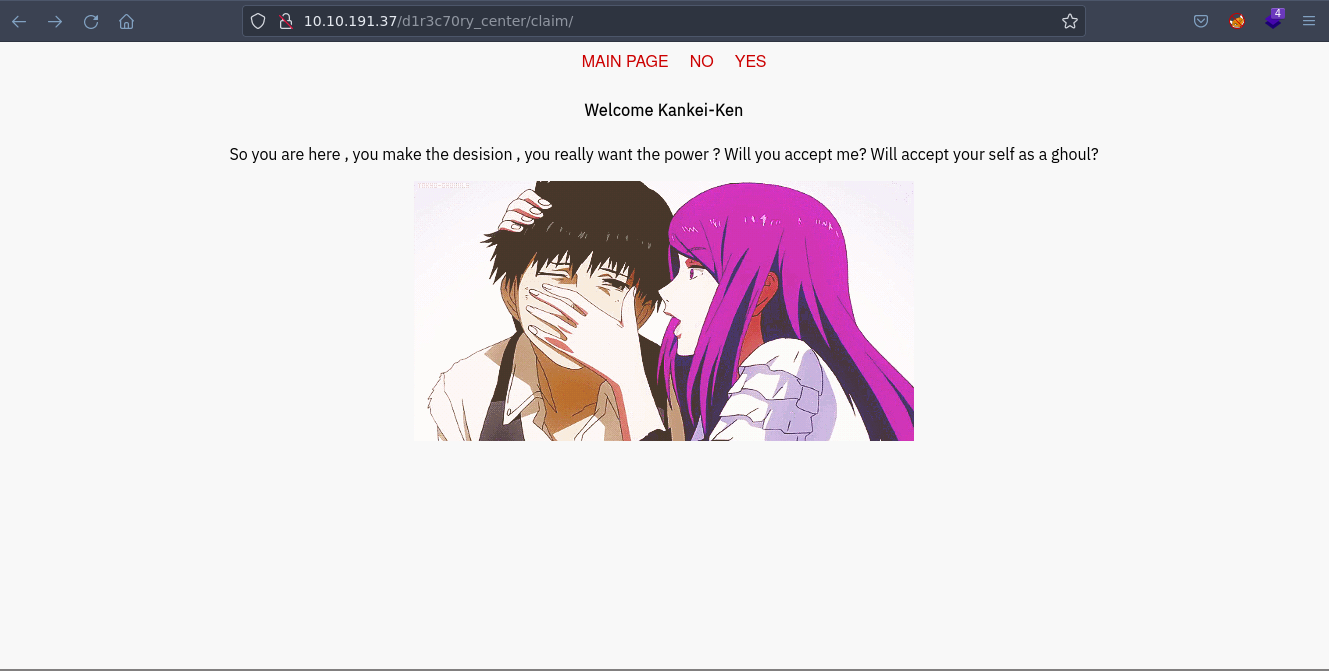 4
10.10.191.37/d1r3c70ry_center/claim/
MAIN PAGE NO YES
Welcome Kankei-Ken
So you are here , you make the desision , you really want the power ? Will you accept me? Will accept your self as a ghoul?